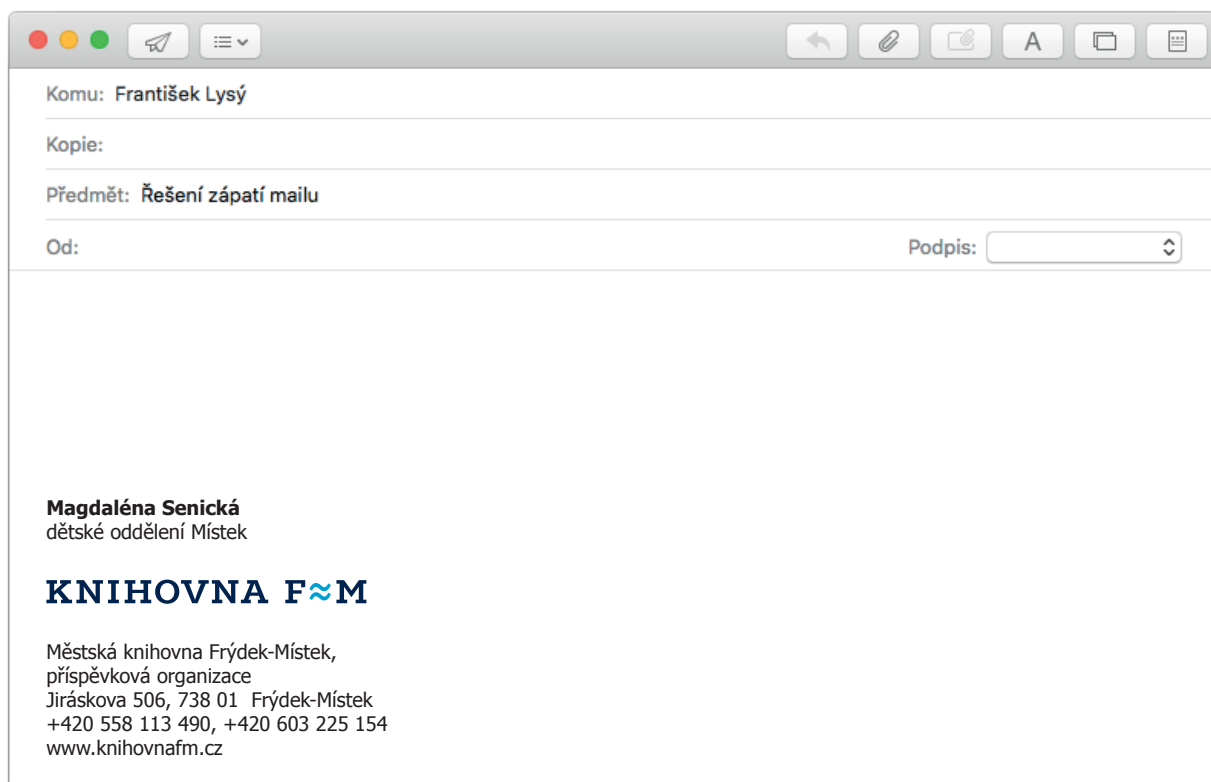 Komu: František Lysý
Kopie:
Předmět: Řešení zápatí mailu
Od: Podpis:
Magdaléna Senická
dětské oddělení Místek
KNIHOVNA F≈M
Městská knihovna Frýdek-Místek,
příspěvková organizace
Jiráskova 506, 738 01  Frýdek-Místek
+420 558 113 490, +420 603 225 154
www.knihovnafm.cz